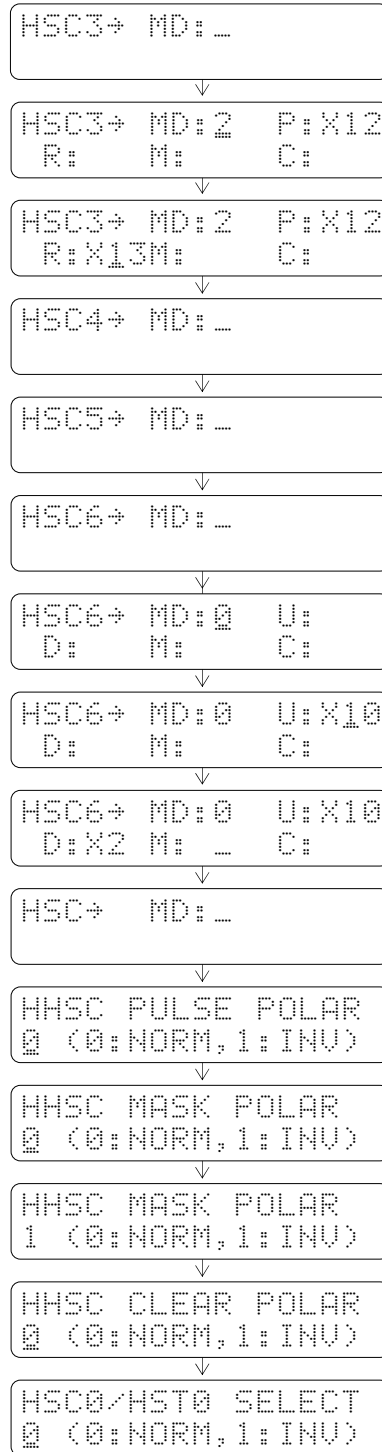 HSC3→ MD:_
HSC3→ MD:2 P:X12
R: M: C:
HSC3→ MD:2 P:X12
R:X13M: C:
HSC4→ MD:_
HSC5→ MD:_
HSC6→ MD:_
HSC6→ MD:0 U:
D: M: C:
HSC6→ MD:0 U:X10
D: M: C:
HSC6→ MD:0 U:X10
D:X2 M: _ C:
HSC→ MD:_
HHSC PULSE POLAR
0 (0:NORM,1:INV)
HHSC MASK POLAR
0 (0:NORM,1:INV)
HHSC MASK POLAR
1 (0:NORM,1:INV)
HHSC CLEAR POLAR
0 (0:NORM,1:INV)
HSC0/HST0 SELECT
0 (0:NORM,1:INV)